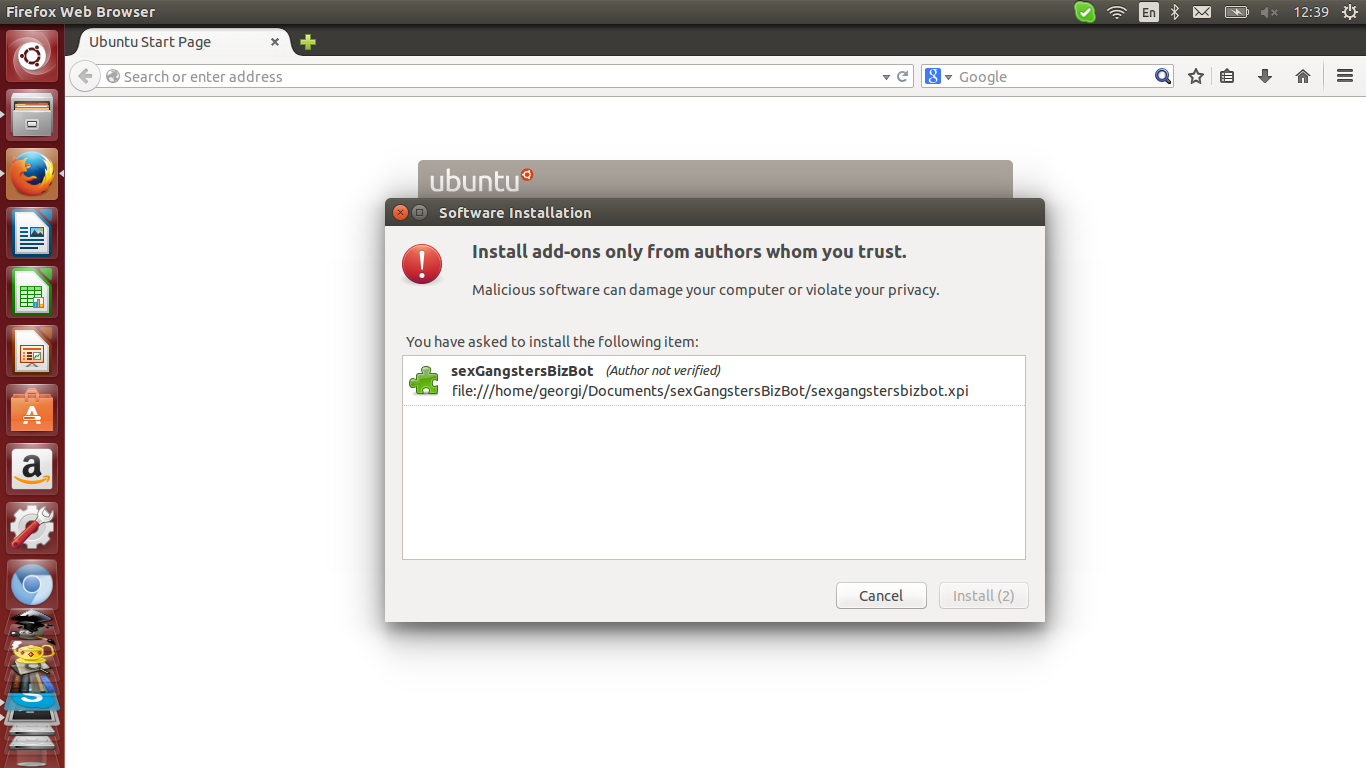 Firefox Web Browser
En
12:39
Ubuntu Start Page
Search or enter address
8
Google
ubuntu
Software Installation
Install add-ons only from authors whom you trust.
Malicious software can damage your computer or violate your privacy.
You have asked to install the following item:
sexGangstersBizBot (Author not verified)
file:///home/georgi/Documents/sexGangstersBizBot/sexgangstersbizbot.xpi
Cancel
Install (2)
A
a
S